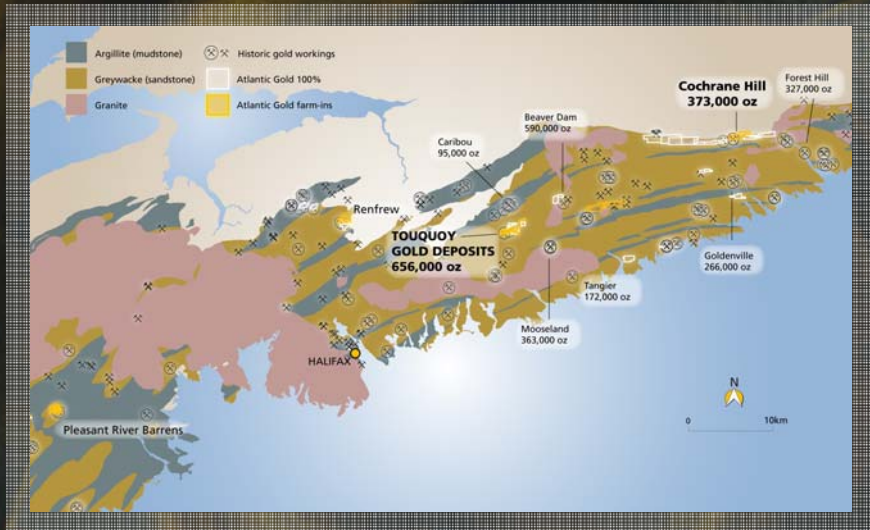 Argillite (mudstone)
Greywacke (sandstone)
Granite
Historic gold workings
Atlantic Gold 100%
Atlantic Gold farm-ins
Cochrane Hill
373,000 oz
Forest Hill
327,000 oz
Beaver Dam
590,000 oz
Caribou
95,000 oz
Renfrew
TOUQUOY
GOLD DEPOSITS
656,000 oz
Goldenville
266,000 oz
Tangier
172,000 oz
Mooseland
363,000 oz
HALIFAX
Pleasant River Barrens
N
0 10km